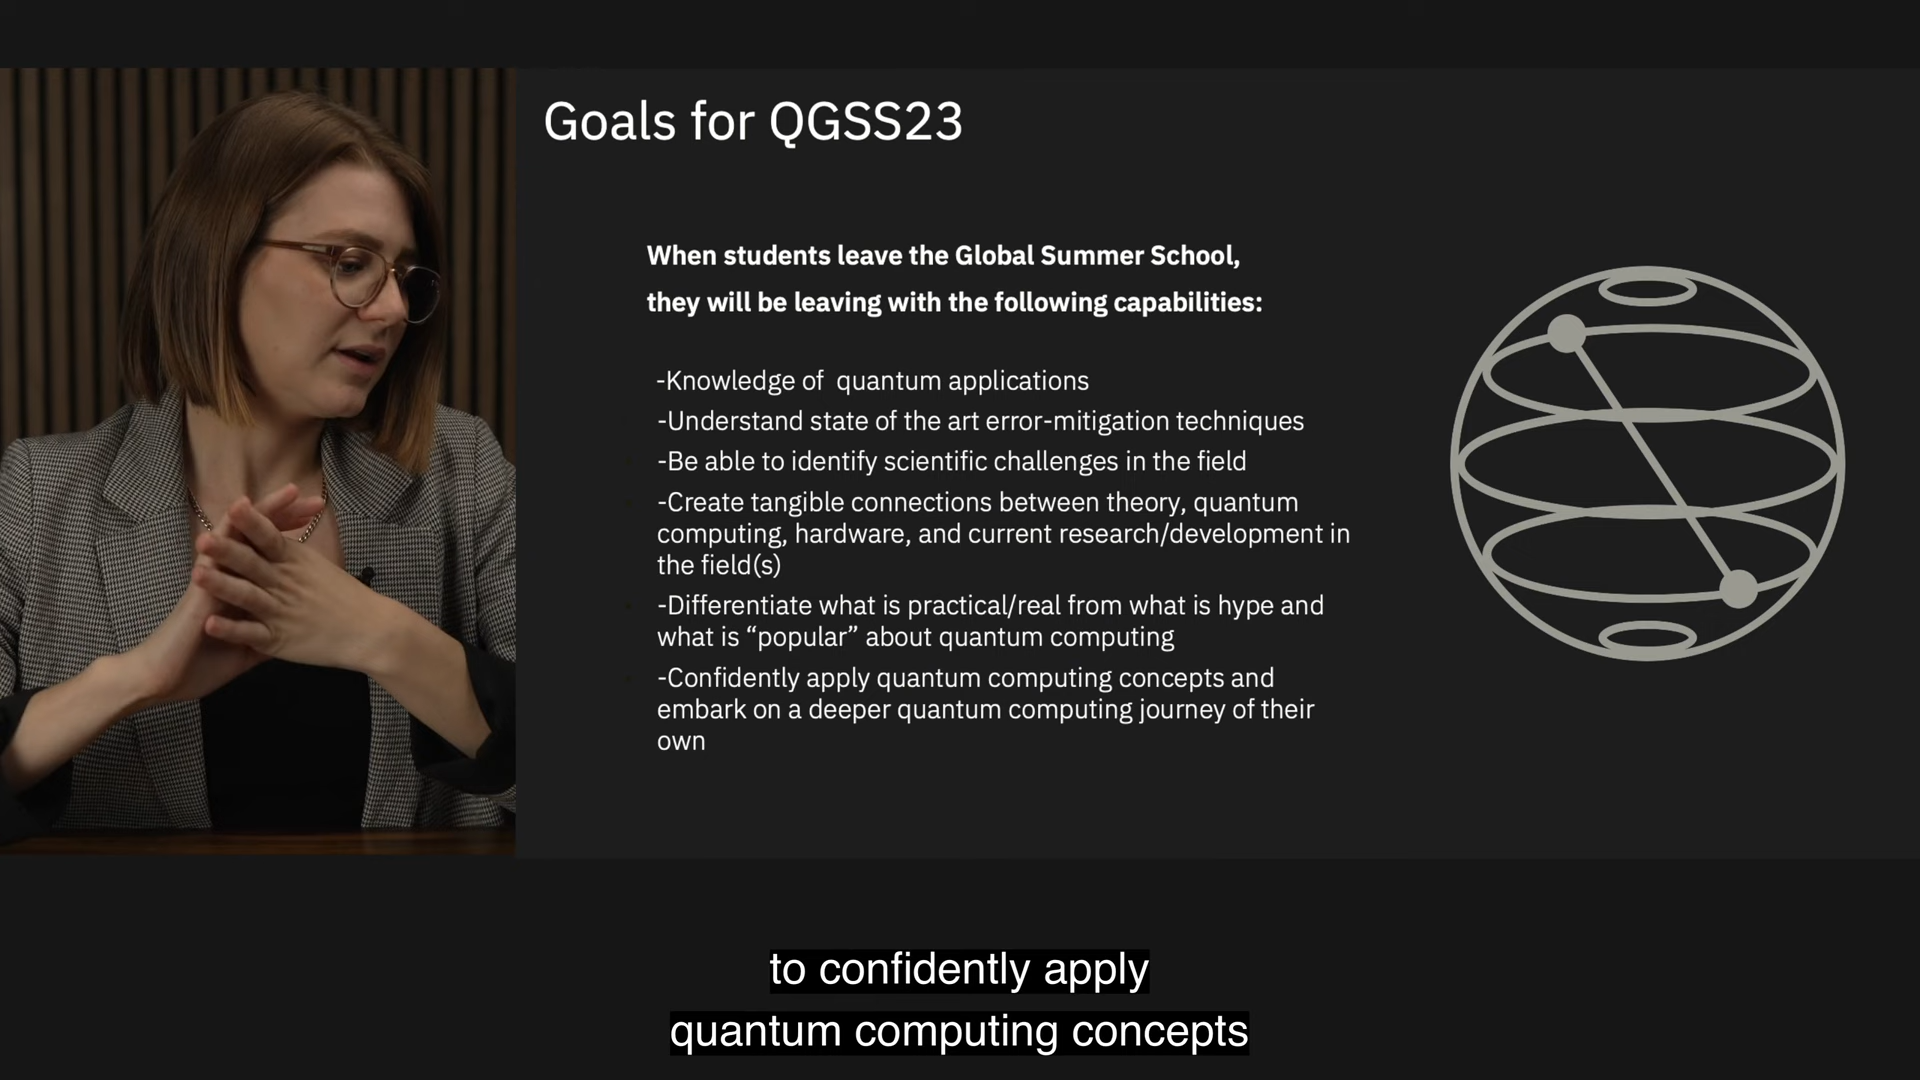 Goals for QGSS23
When students leave the Global Summer School,
they will be leaving with the following capabilities:
-Knowledge of  quantum applications
-Understand state of the art error-mitigation techniques
-Be able to identify scientific challenges in the field
-Create tangible connections between theory, quantum
computing, hardware, and current research/development in
the field(s)
-Differentiate what is practical/real from what is hype and
what is “popular” about quantum computing
-Confidently apply quantum computing concepts and
embark on a deeper quantum computing journey of their
own
to confidently apply
quantum computing concepts